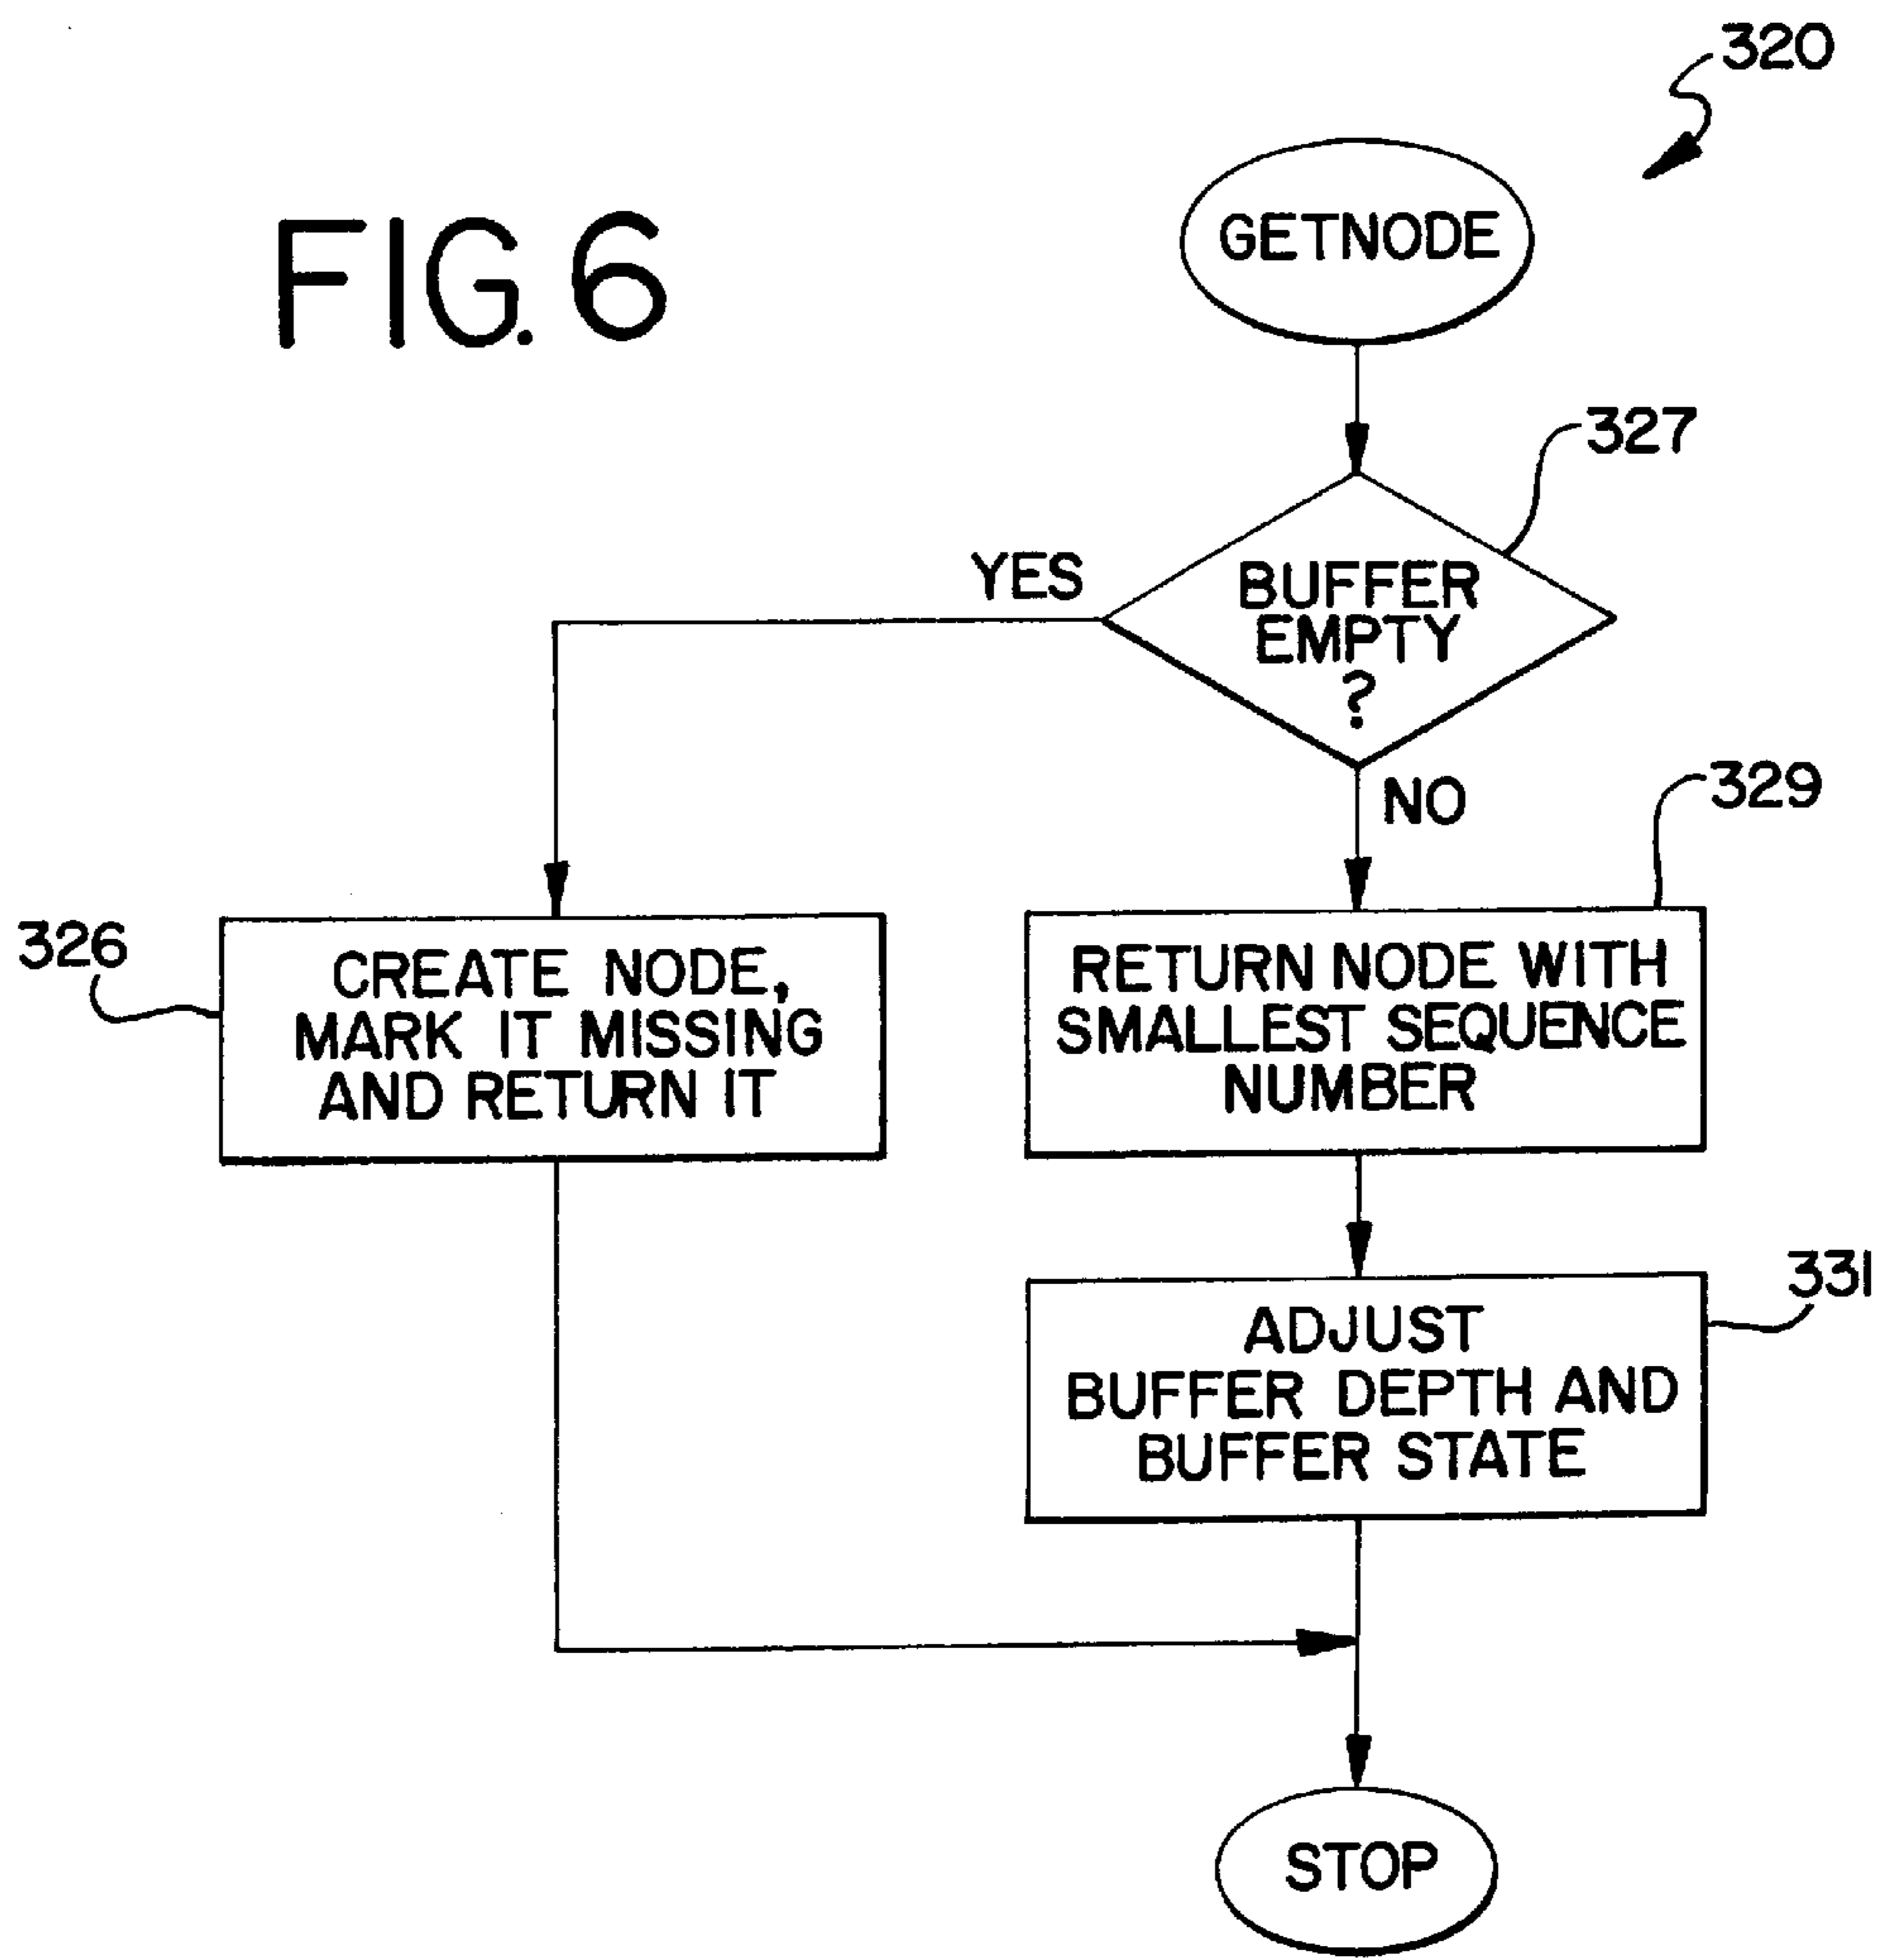 320
FIG. 6
GETNODE
327
YES
BUFFER
EMPTY
?
NO
329
326
CREATE NODE,
MARK IT MISSING
AND RETURN IT
RETURN NODE WITH
SMALLEST SEQUENCE
NUMBER
331
ADJUST
BUFFER DEPTH AND
BUFFER STATE
STOP